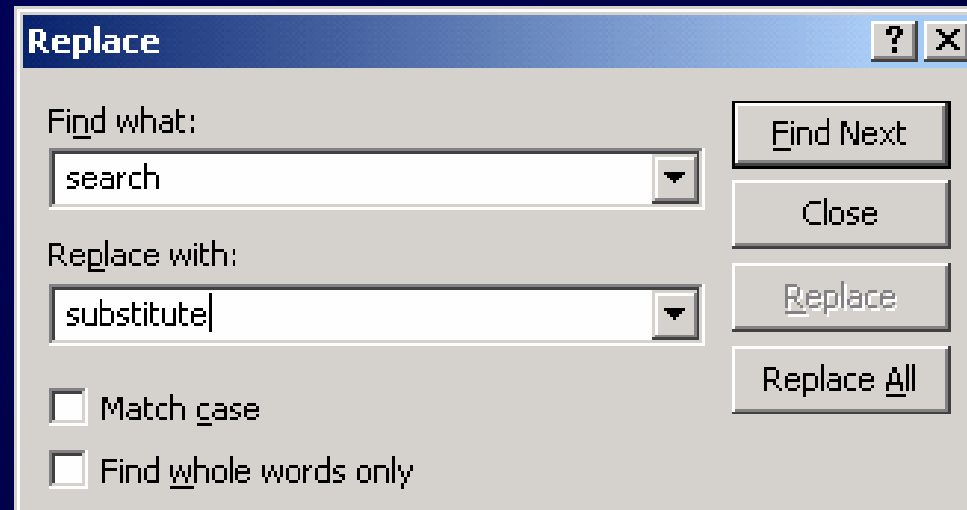 Replace
Find what:
Find Next
search
Close
Replace with:
Replace
substitute
Replace All
Match case
Find whole words only